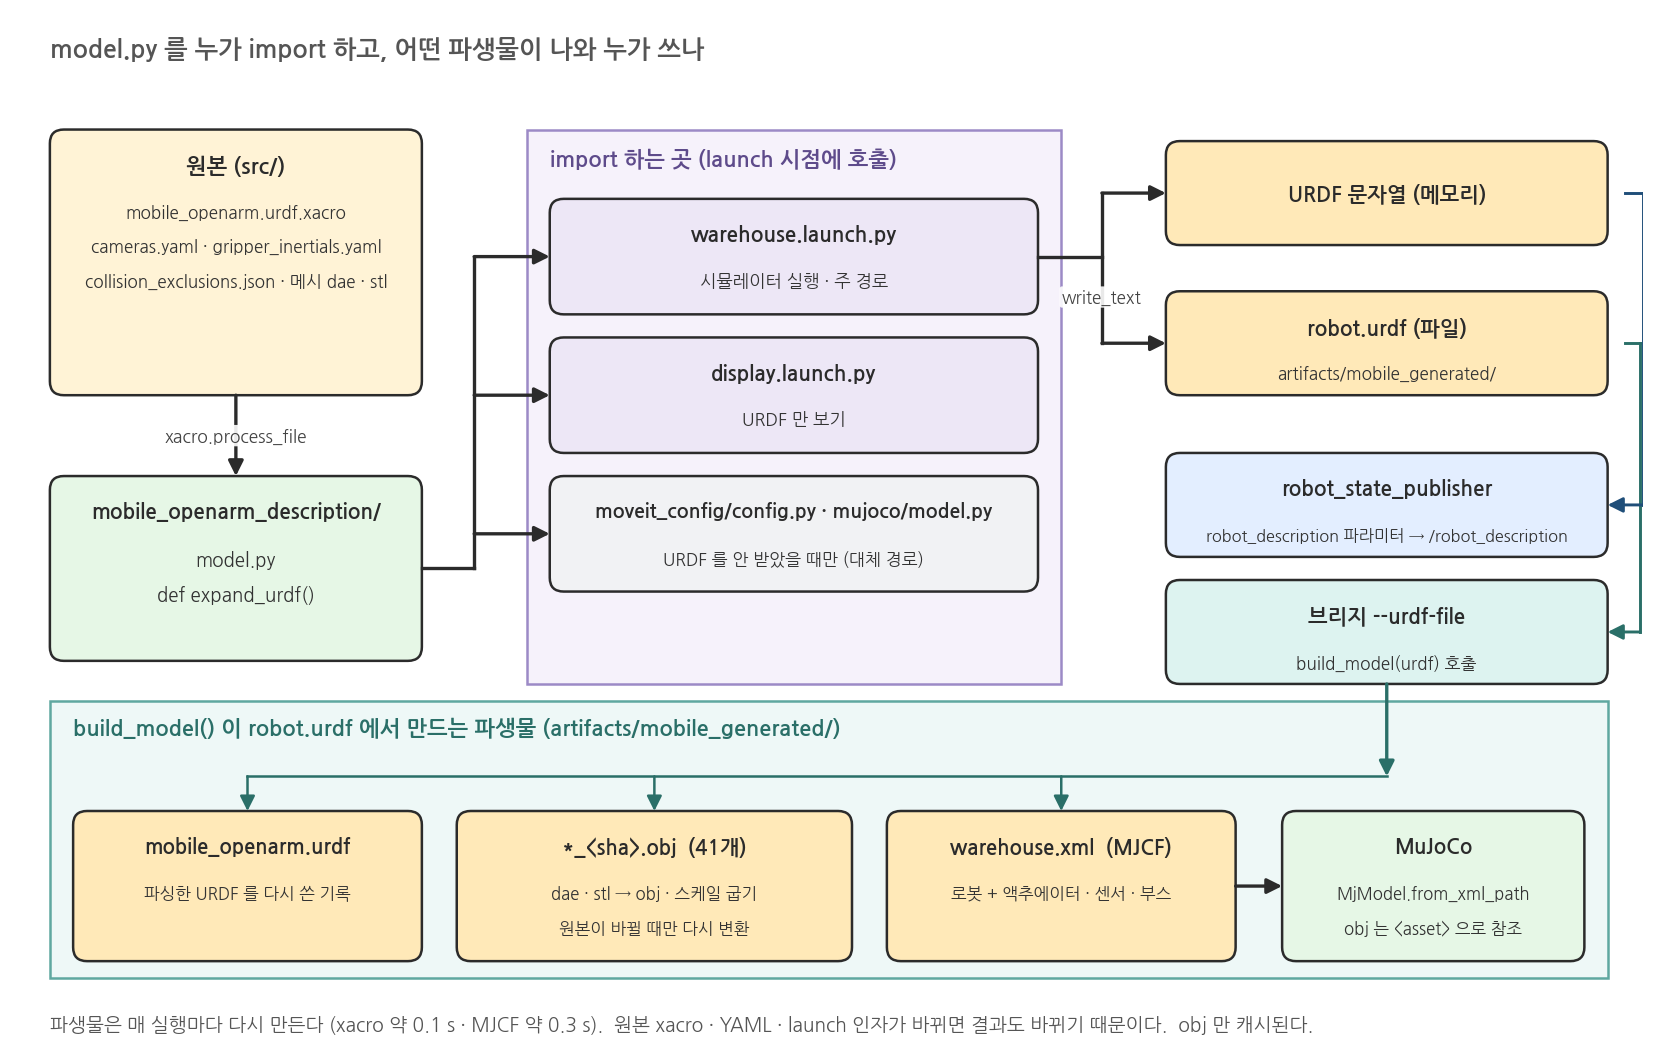 model.py 를 누가 import 하고, 어떤 파생물이 나와 누가 쓰나
원본 (src/)
mobile_openarm.urdf.xacro
cameras.yaml · gripper_inertials.yaml
collision_exclusions.json · 메시 dae · stl
xacro.process_file
mobile_openarm_description/
model.py
def expand_urdf()
import 하는 곳 (launch 시점에 호출)
warehouse.launch.py
시뮬레이터 실행 · 주 경로
display.launch.py
URDF 만 보기
moveit_config/config.py · mujoco/model.py
URDF 를 안 받았을 때만 (대체 경로)
write_text
URDF 문자열 (메모리)
robot.urdf (파일)
artifacts/mobile_generated/
robot_state_publisher
robot_description 파라미터 → /robot_description
브리지 --urdf-file
build_model(urdf) 호출
build_model() 이 robot.urdf 에서 만드는 파생물 (artifacts/mobile_generated/)
mobile_openarm.urdf
파싱한 URDF 를 다시 쓴 기록
*_<sha>.obj (41개)
dae · stl → obj · 스케일 굽기
원본이 바뀔 때만 다시 변환
warehouse.xml (MJCF)
로봇 + 액추에이터 · 센서 · 부스
MuJoCo
MjModel.from_xml_path
obj 는 <asset> 으로 참조
파생물은 매 실행마다 다시 만든다 (xacro 약 0.1 s · MJCF 약 0.3 s). 원본 xacro · YAML · launch 인자가 바뀌면 결과도 바뀌기 때문이다. obj 만 캐시된다.